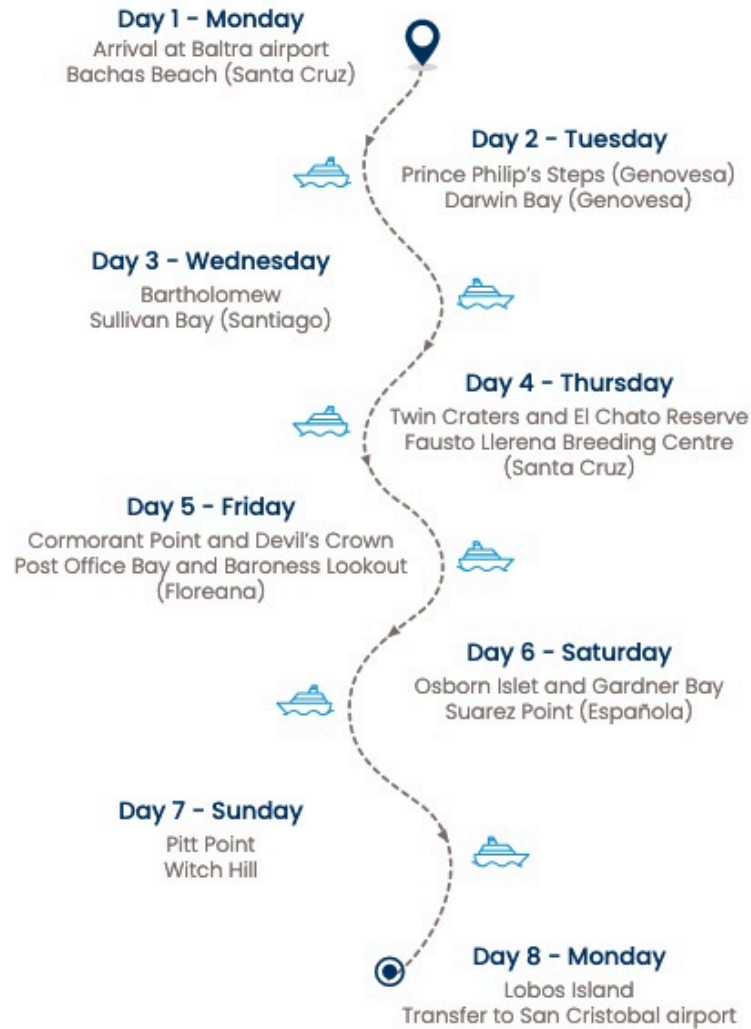 Day 1 - Monday
Arrival at Baltra airport
Bachas Beach (Santa Cruz)
Day 2 - Tuesday
Prince Philip's Steps (Genovesa)
Darwin Bay (Genovesa)
Day 3 - Wednesday
Bartholomew
Sullivan Bay (Santiago)
Day 4 - Thursday
Twin Craters and El Chato Reserve
Fausto Llerena Breeding Centre
(Santa Cruz)
Day 5 - Friday
Cormorant Point and Devil's Crown
Post Office Bay and Baroness Lookout
(Floreana)
Day 6 - Saturday
Osborn Islet and Gardner Bay
Suarez Point (Española)
Day 7 - Sunday
Pitt Point
Witch Hill
Day 8 - Monday
Lobos Island
Transfer to San Cristobal airport